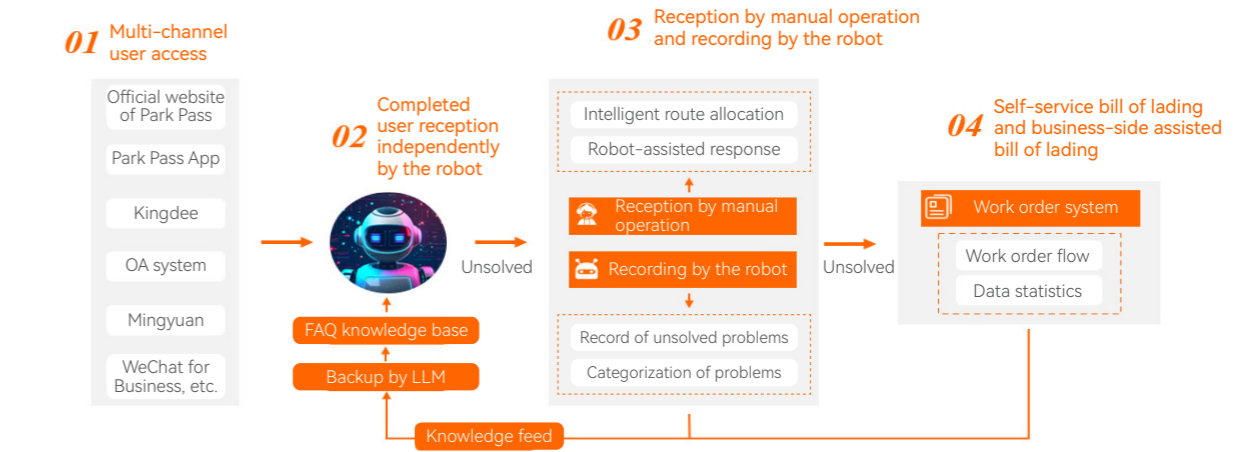 01
Multi-channel
user access
Official website
of Park Pass
Park Pass App
Kingdee
OA system
Mingyuan
WeChat for
Business, etc.
02
Completed
user reception
independently
by the robot
FAQ knowledge base
Backup by LLM
Knowledge feed
Unsolved
03
Reception by manual operation
and recording by the robot
Intelligent route allocation
Robot-assisted response
Reception by manual
operation
Recording by the robot
Record of unsolved problems
Categorization of problems
Unsolved
04
Self-service bill of lading
and business-side assisted
bill of lading
Work order system
Work order flow
Data statistics